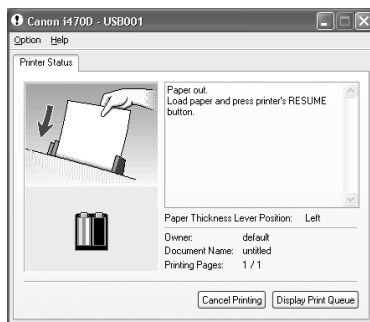 Canon i470D - USB001
Option Help
Printer Status
Paper out.
Load paper and press printer's RESUME
button.
Paper Thickness Lever Position: Left
Owner: default
Document Name: untitled
Printing Pages: 1 / 1
Cancel Printing Display Print Queue